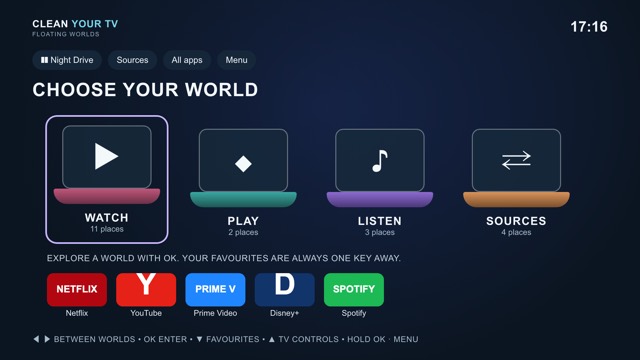 CLEAN YOUR TV
FLOATING WORLDS
17:16
Night Drive
Sources
All apps
Menu
CHOOSE YOUR WORLD
WATCH
11 places
PLAY
2 places
LISTEN
3 places
SOURCES
4 places
EXPLORE A WORLD WITH OK. YOUR FAVOURITES ARE ALWAYS ONE KEY AWAY.
NETFLIX
Y
PRIME V
D
SPOTIFY
Netflix
YouTube
Prime Video
Disney+
Spotify
◀ ▶ BETWEEN WORLDS • OK ENTER • ▼ FAVOURITES • ▲ TV CONTROLS • HOLD OK · MENU